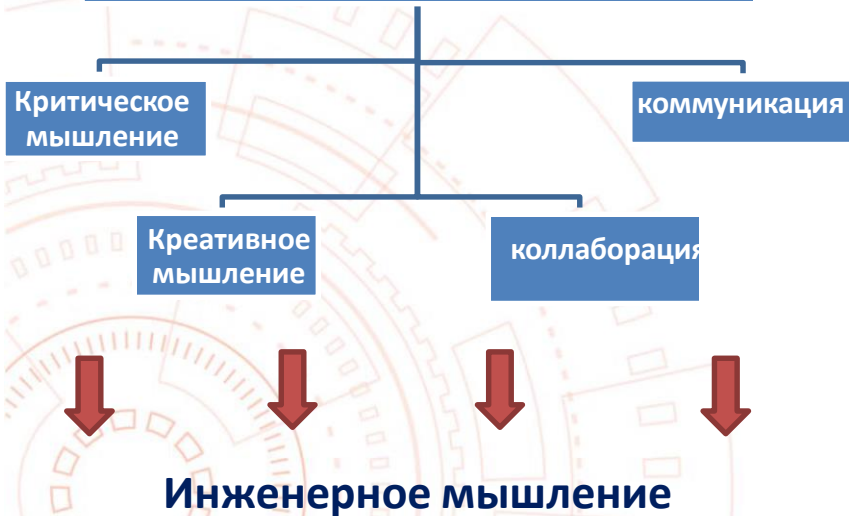 Критическое
мышление
коммуникация
Креативное
мышление
коллаборация
Инженерное мышление